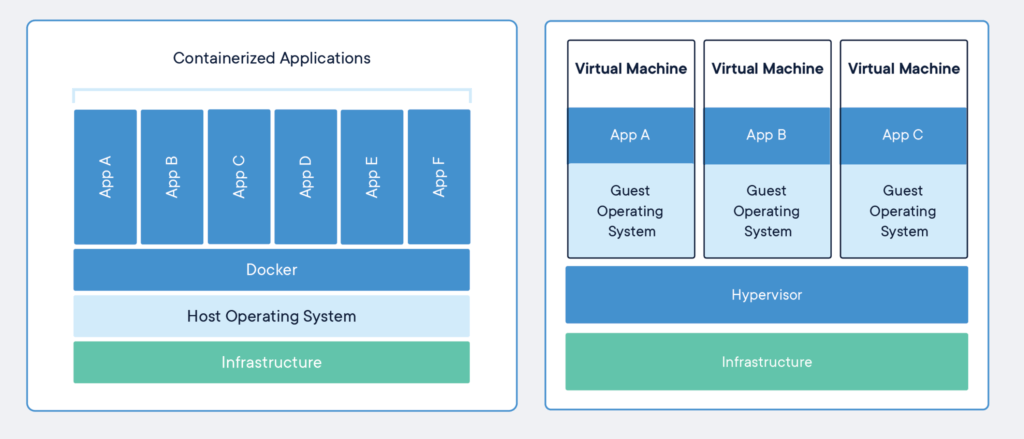 Containerized Applications
App A
App B
App C
App D
App E
App F
Docker
Host Operating System
Infrastructure
Virtual Machine
App A
Guest
Operating
System
Virtual Machine
App B
Guest
Operating
System
Virtual Machine
App C
Guest
Operating
System
Hypervisor
Infrastructure